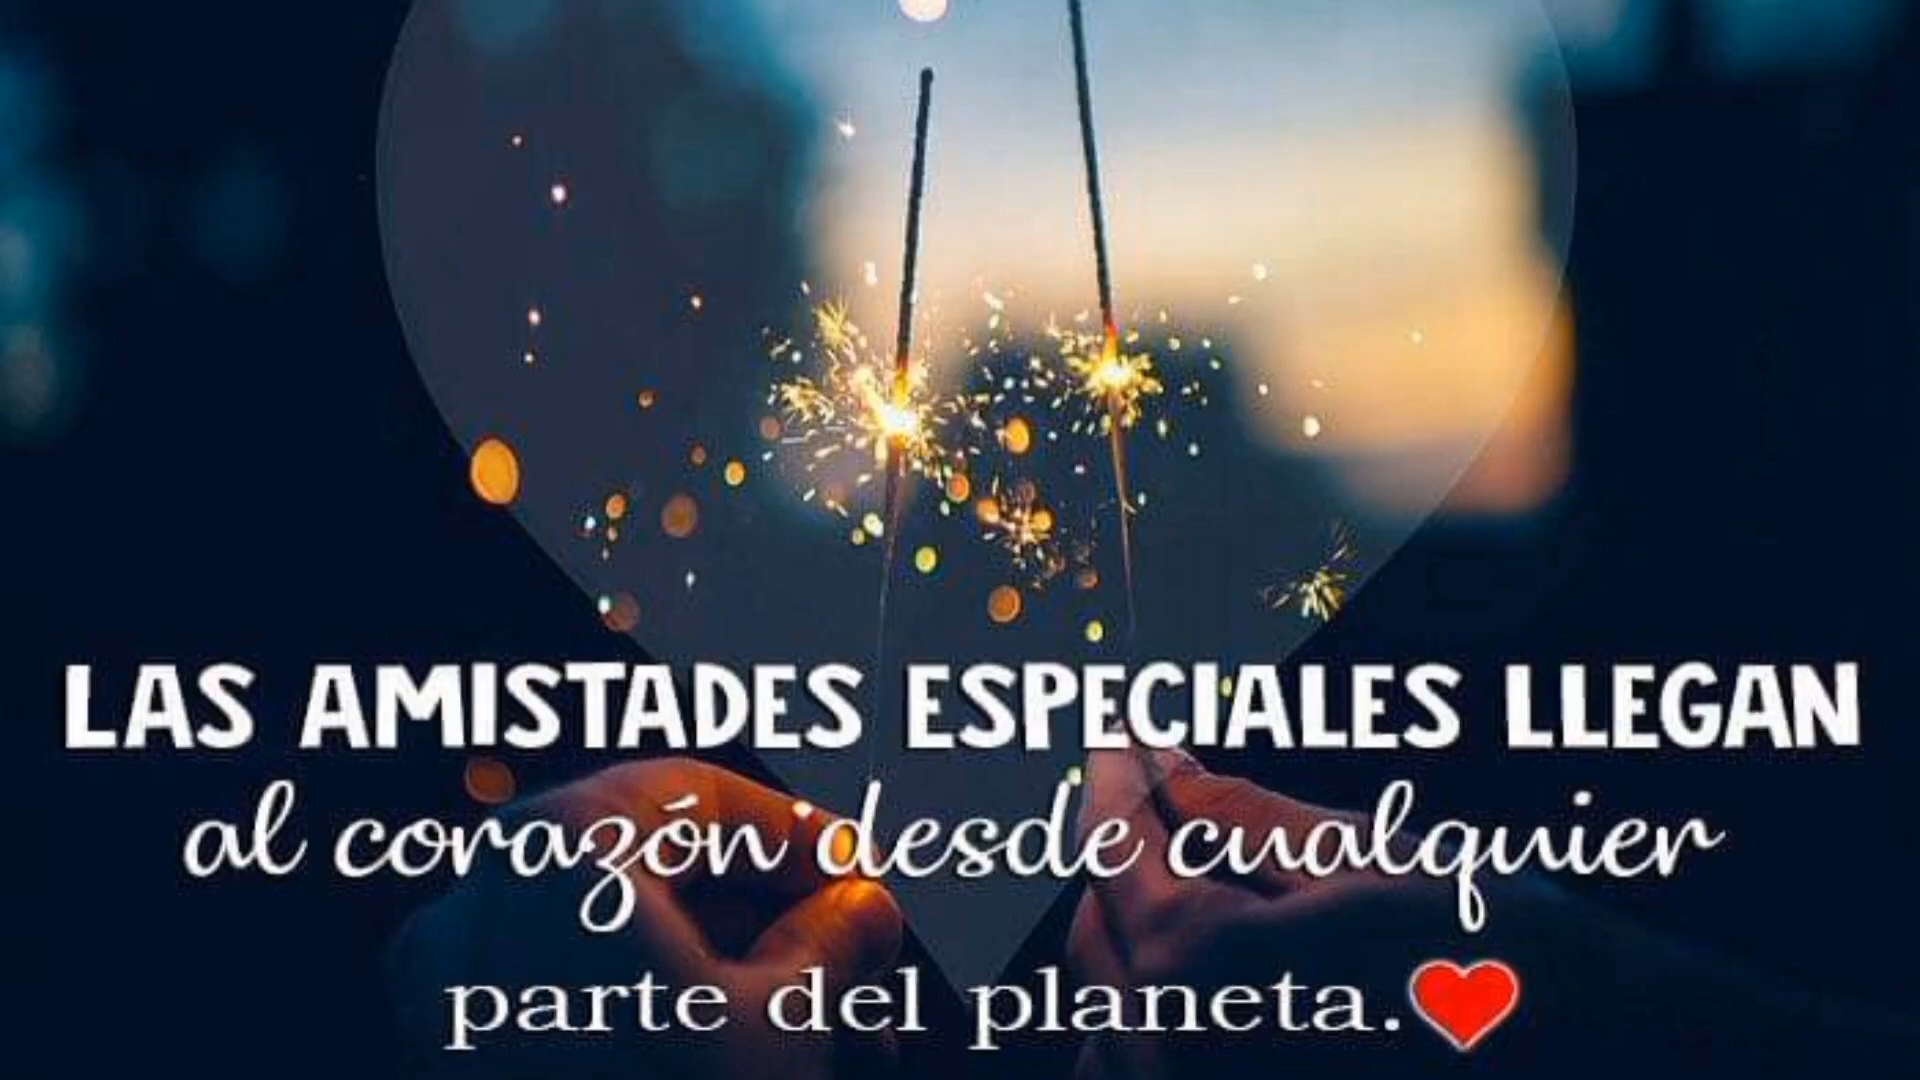 LAS AMISTADES ESPECIALES LLEGAN
al corazón desde cualquier
parte del planeta.❤